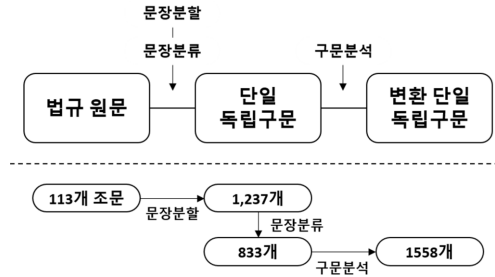 문장분할
문장분류
구문분석
법규 원문
단일
독립구문
변환 단일
독립구문
113개 조문
문장분할
1,237개
문장분류
833개
구문분석
1558개